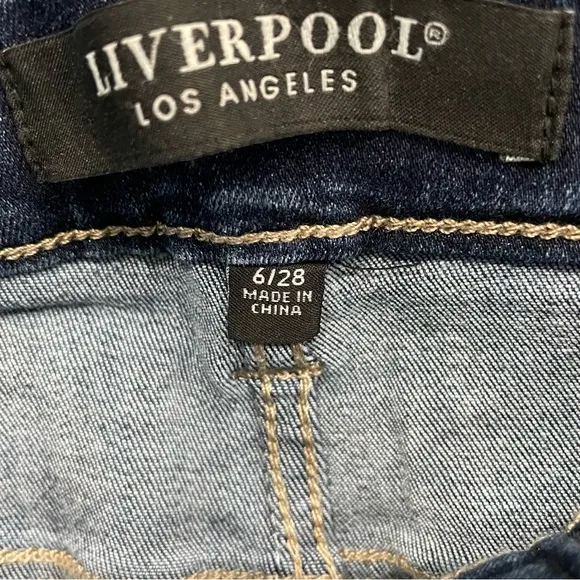 LIVERPOOL®
LOS ANGELES
6/28
MADE IN
CHINA